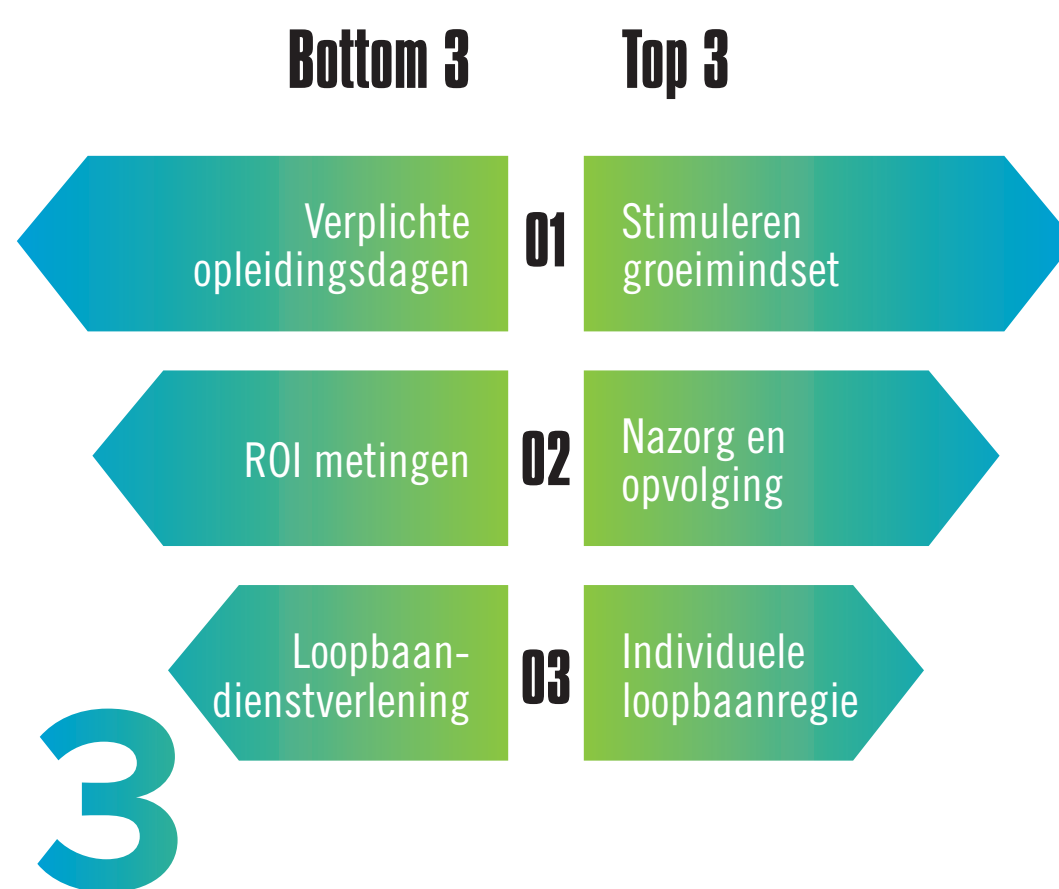 Bottom 3
Top 3
Verplichte
opleidingsdagen
01
Stimuleren
groeimindset
ROI metingen
02
Nazorg en
opvolging
Loopbaan-
dienstverlening
03
Individuele
loopbaanregie
3